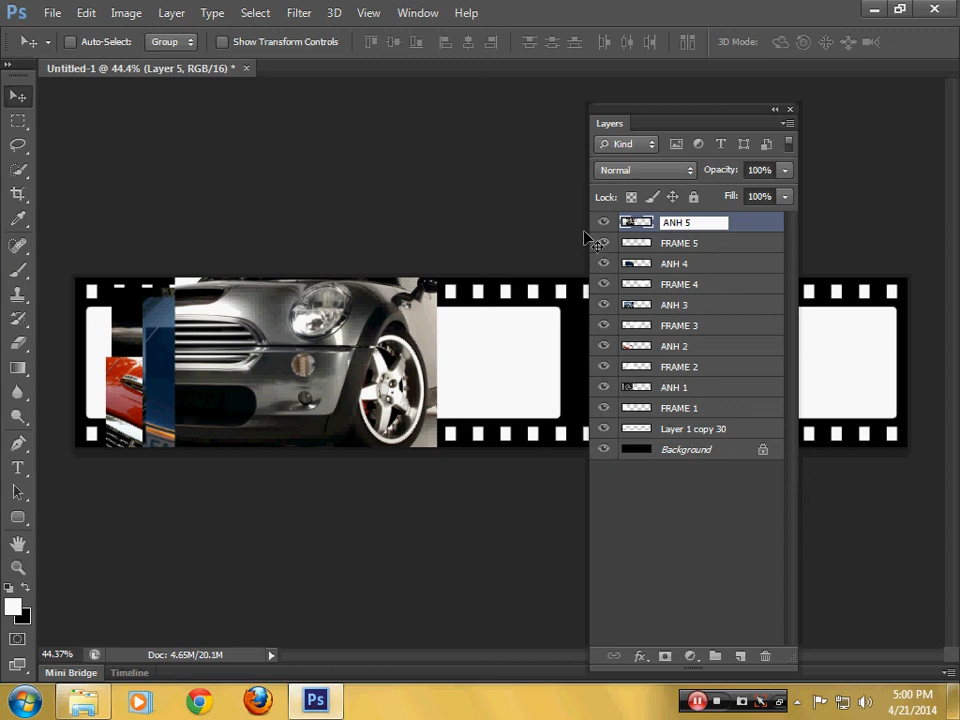 Ps File Edit Image Layer Type Select Filter 3D View Window Help
Auto-Select: Group Show Transform Controls 3D Mode:
Untitled-1 @ 44.4% (Layer 5, RGB/16) * ×
Layers
Kind
Normal Opacity: 100%
Lock: Fill: 100%
ANH 5
FRAME 5
ANH 4
FRAME 4
ANH 3
FRAME 3
ANH 2
FRAME 2
ANH 1
FRAME 1
Layer 1 copy 30
Background
fx
44.37% Doc: 4.65M/20.1M
Mini Bridge Timeline
Ps
5:00 PM
4/21/2014